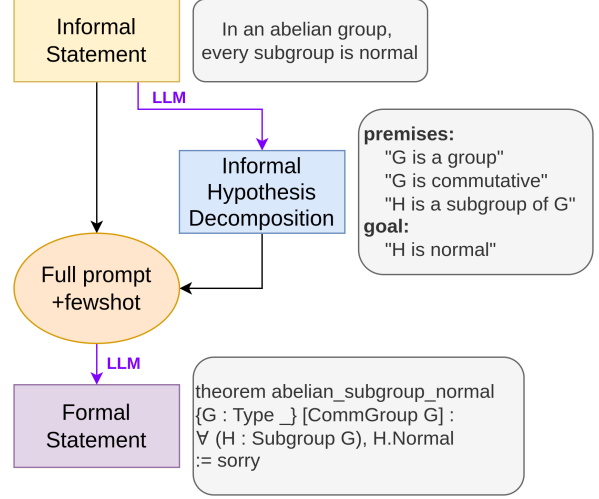 Informal
Statement
In an abelian group,
every subgroup is normal
LLM
Informal
Hypothesis
Decomposition
premises:
"G is a group"
"G is commutative"
"H is a subgroup of G"
goal:
"H is normal"
Full prompt
+fewshot
LLM
Formal
Statement
theorem abelian_subgroup_normal
{G : Type _} [CommGroup G] :
∀ (H : Subgroup G), H.Normal
:= sorry